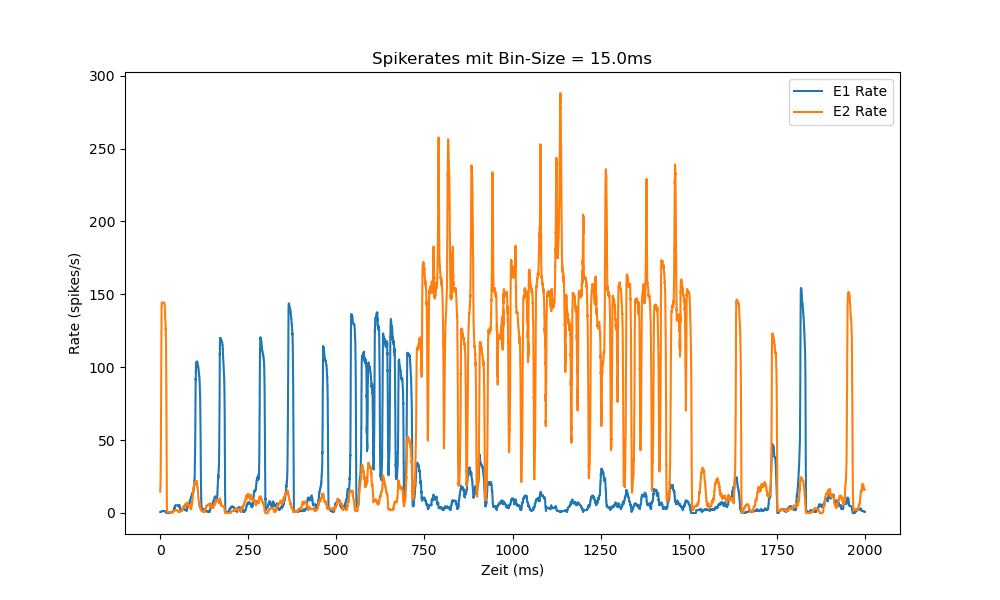 Spikerates mit Bin-Size = 15.0ms
E1 Rate
E2 Rate
Rate (spikes/s)
300
250
200
150
100
50
0
0 250 500 750 1000 1250 1500 1750 2000
Zeit (ms)